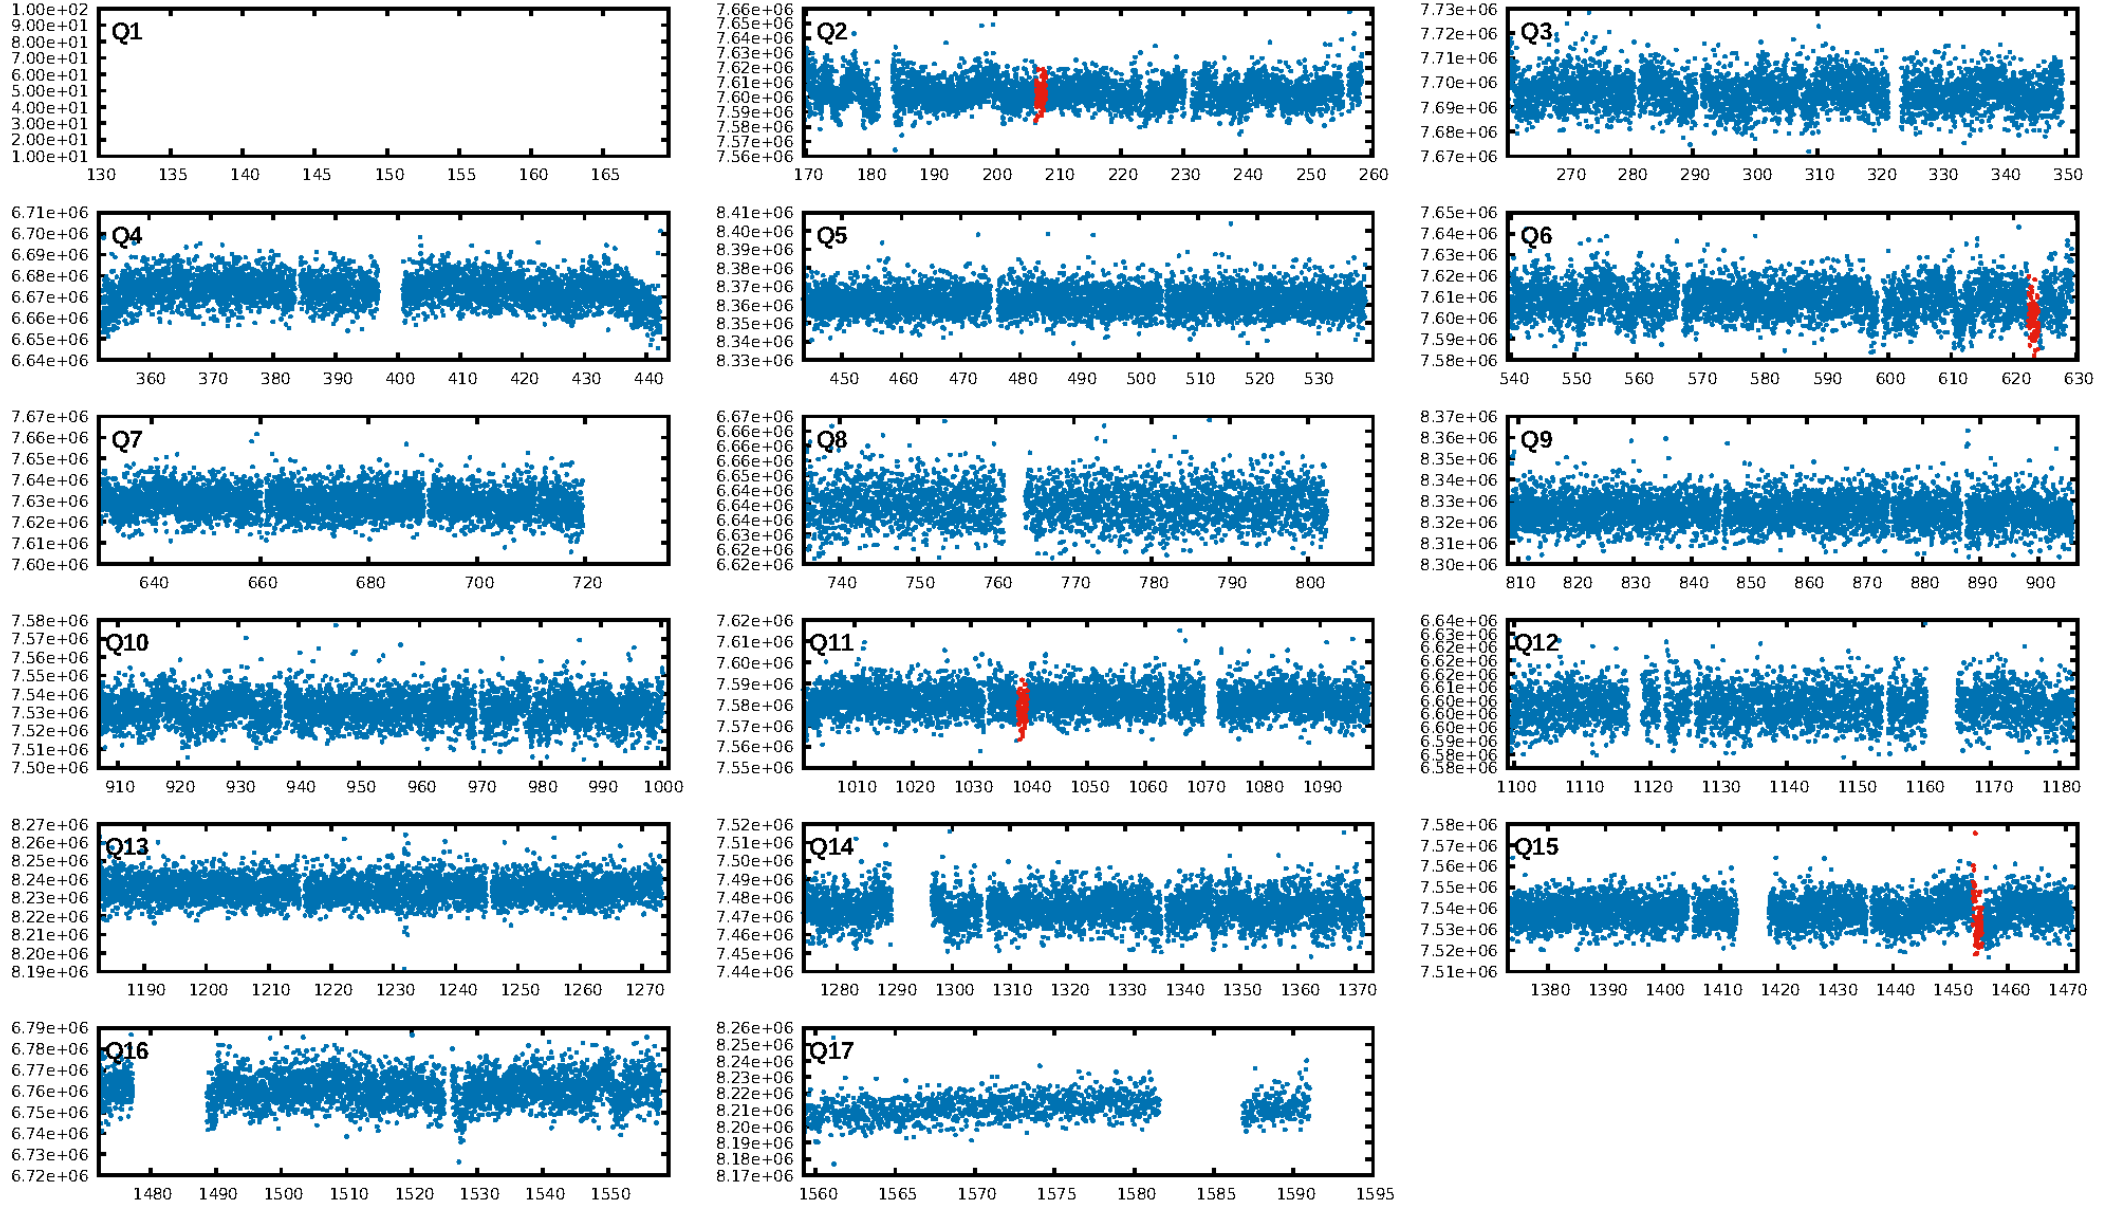 Q1
1.00e+02
9.00e+01
8.00e+01
7.00e+01
6.00e+01
5.00e+01
4.00e+01
3.00e+01
2.00e+01
1.00e+01
130 135 140 145 150 155 160 165
Q2
7.66e+06
7.65e+06
7.64e+06
7.63e+06
7.62e+06
7.61e+06
7.60e+06
7.59e+06
7.58e+06
7.57e+06
7.56e+06
170 180 190 200 210 220 230 240 250 260
Q3
7.73e+06
7.72e+06
7.71e+06
7.70e+06
7.69e+06
7.68e+06
7.67e+06
270 280 290 300 310 320 330 340 350
Q4
6.71e+06
6.70e+06
6.69e+06
6.68e+06
6.67e+06
6.66e+06
6.65e+06
6.64e+06
360 370 380 390 400 410 420 430 440
Q5
8.41e+06
8.40e+06
8.39e+06
8.38e+06
8.37e+06
8.36e+06
8.35e+06
8.34e+06
8.33e+06
450 460 470 480 490 500 510 520 530
Q6
7.65e+06
7.64e+06
7.63e+06
7.62e+06
7.61e+06
7.60e+06
7.59e+06
7.58e+06
540 550 560 570 580 590 600 610 620 630
Q7
7.67e+06
7.66e+06
7.65e+06
7.64e+06
7.63e+06
7.62e+06
7.61e+06
7.60e+06
640 660 680 700 720
Q8
6.67e+06
6.67e+06
6.66e+06
6.66e+06
6.65e+06
6.64e+06
6.64e+06
6.64e+06
6.63e+06
6.62e+06
6.62e+06
740 750 760 770 780 790 800
Q9
8.37e+06
8.36e+06
8.35e+06
8.34e+06
8.33e+06
8.32e+06
8.31e+06
8.30e+06
810 820 830 840 850 860 870 880 890 900
Q10
7.58e+06
7.57e+06
7.56e+06
7.55e+06
7.54e+06
7.53e+06
7.52e+06
7.51e+06
7.50e+06
910 920 930 940 950 960 970 980 990 1000
Q11
7.62e+06
7.61e+06
7.60e+06
7.59e+06
7.58e+06
7.57e+06
7.56e+06
7.55e+06
1010 1020 1030 1040 1050 1060 1070 1080 1090
Q12
6.64e+06
6.63e+06
6.62e+06
6.62e+06
6.61e+06
6.61e+06
6.60e+06
6.60e+06
6.59e+06
6.58e+06
6.58e+06
1100 1110 1120 1130 1140 1150 1160 1170 1180
Q13
8.27e+06
8.26e+06
8.25e+06
8.24e+06
8.23e+06
8.22e+06
8.21e+06
8.20e+06
8.19e+06
1190 1200 1210 1220 1230 1240 1250 1260 1270
Q14
7.52e+06
7.51e+06
7.50e+06
7.49e+06
7.48e+06
7.47e+06
7.46e+06
7.45e+06
7.44e+06
1280 1290 1300 1310 1320 1330 1340 1350 1360 1370
Q15
7.58e+06
7.57e+06
7.56e+06
7.55e+06
7.54e+06
7.53e+06
7.52e+06
7.51e+06
1380 1390 1400 1410 1420 1430 1440 1450 1460 1470
Q16
6.79e+06
6.78e+06
6.77e+06
6.76e+06
6.75e+06
6.74e+06
6.73e+06
6.72e+06
1480 1490 1500 1510 1520 1530 1540 1550
Q17
8.26e+06
8.25e+06
8.24e+06
8.23e+06
8.22e+06
8.21e+06
8.20e+06
8.19e+06
8.18e+06
8.17e+06
1560 1565 1570 1575 1580 1585 1590 1595